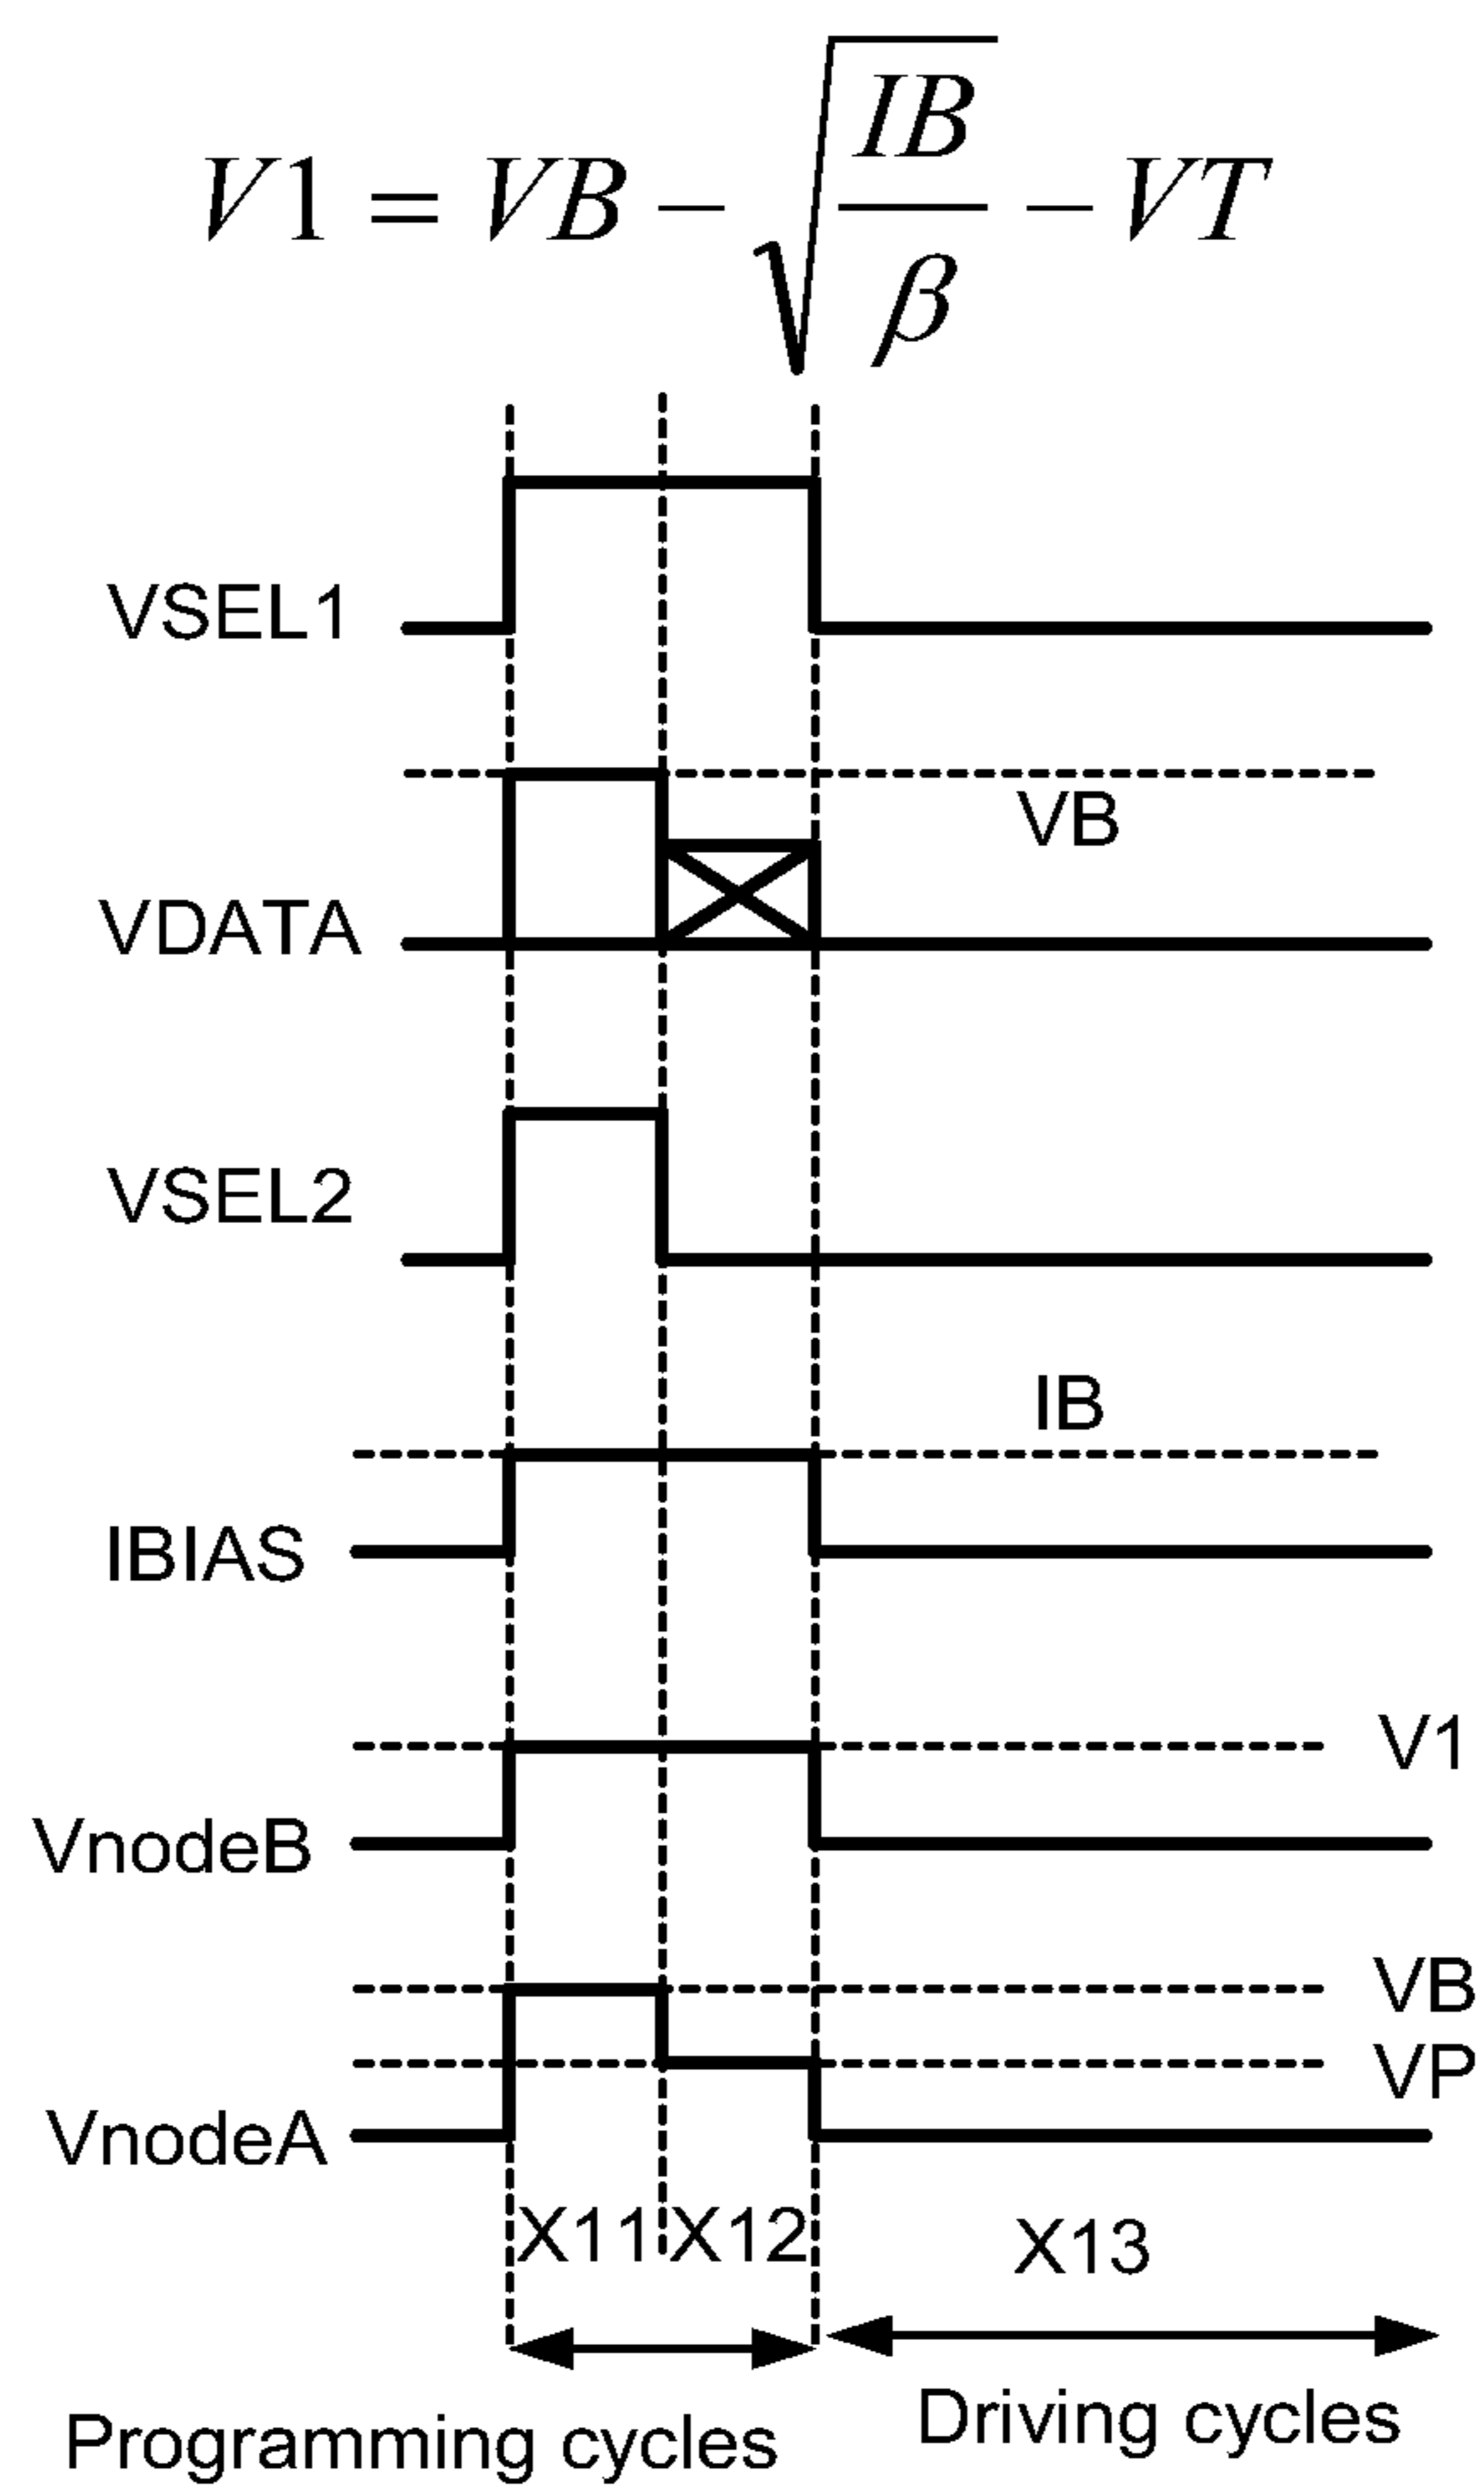 V1 = VB − √(IB/β) − VT
VSEL1
VB
VDATA
VSEL2
IB
IBIAS
V1
VnodeB
VB
VP
VnodeA
X11 X12 X13
Programming cycles Driving cycles